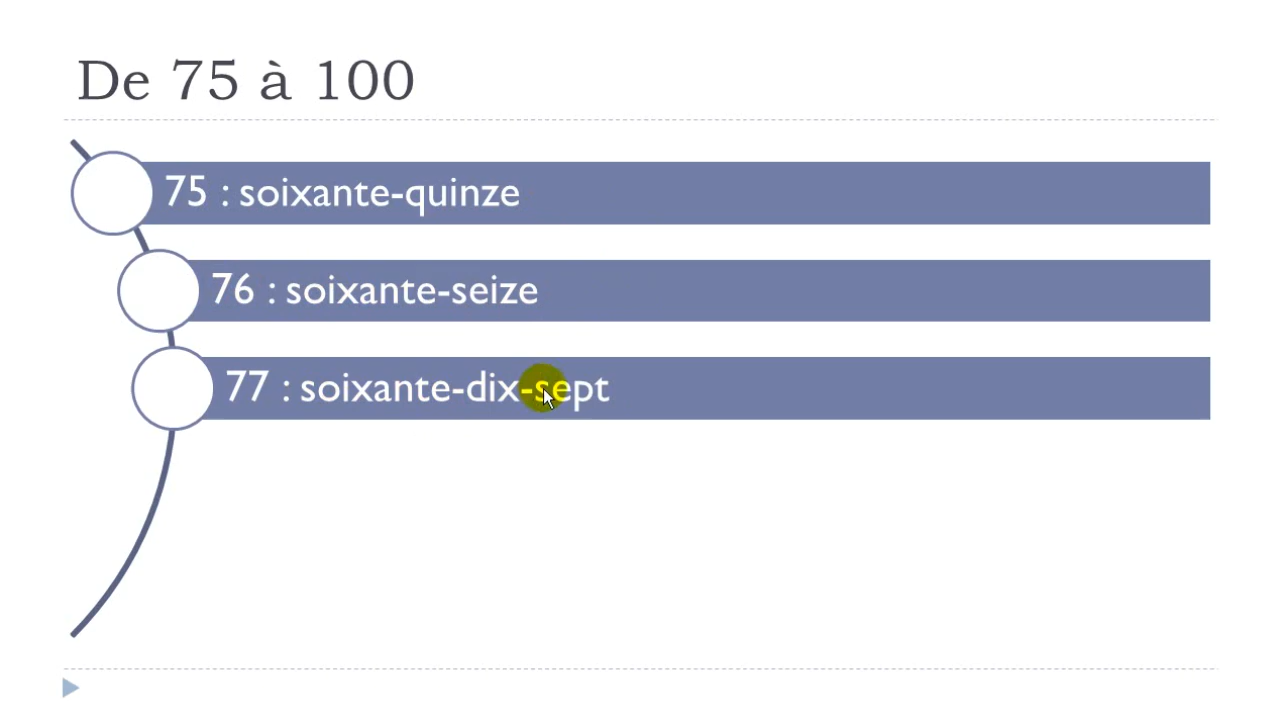 De 75 à 100
75 : soixante-quinze
76 : soixante-seize
77 : soixante-dix-sept